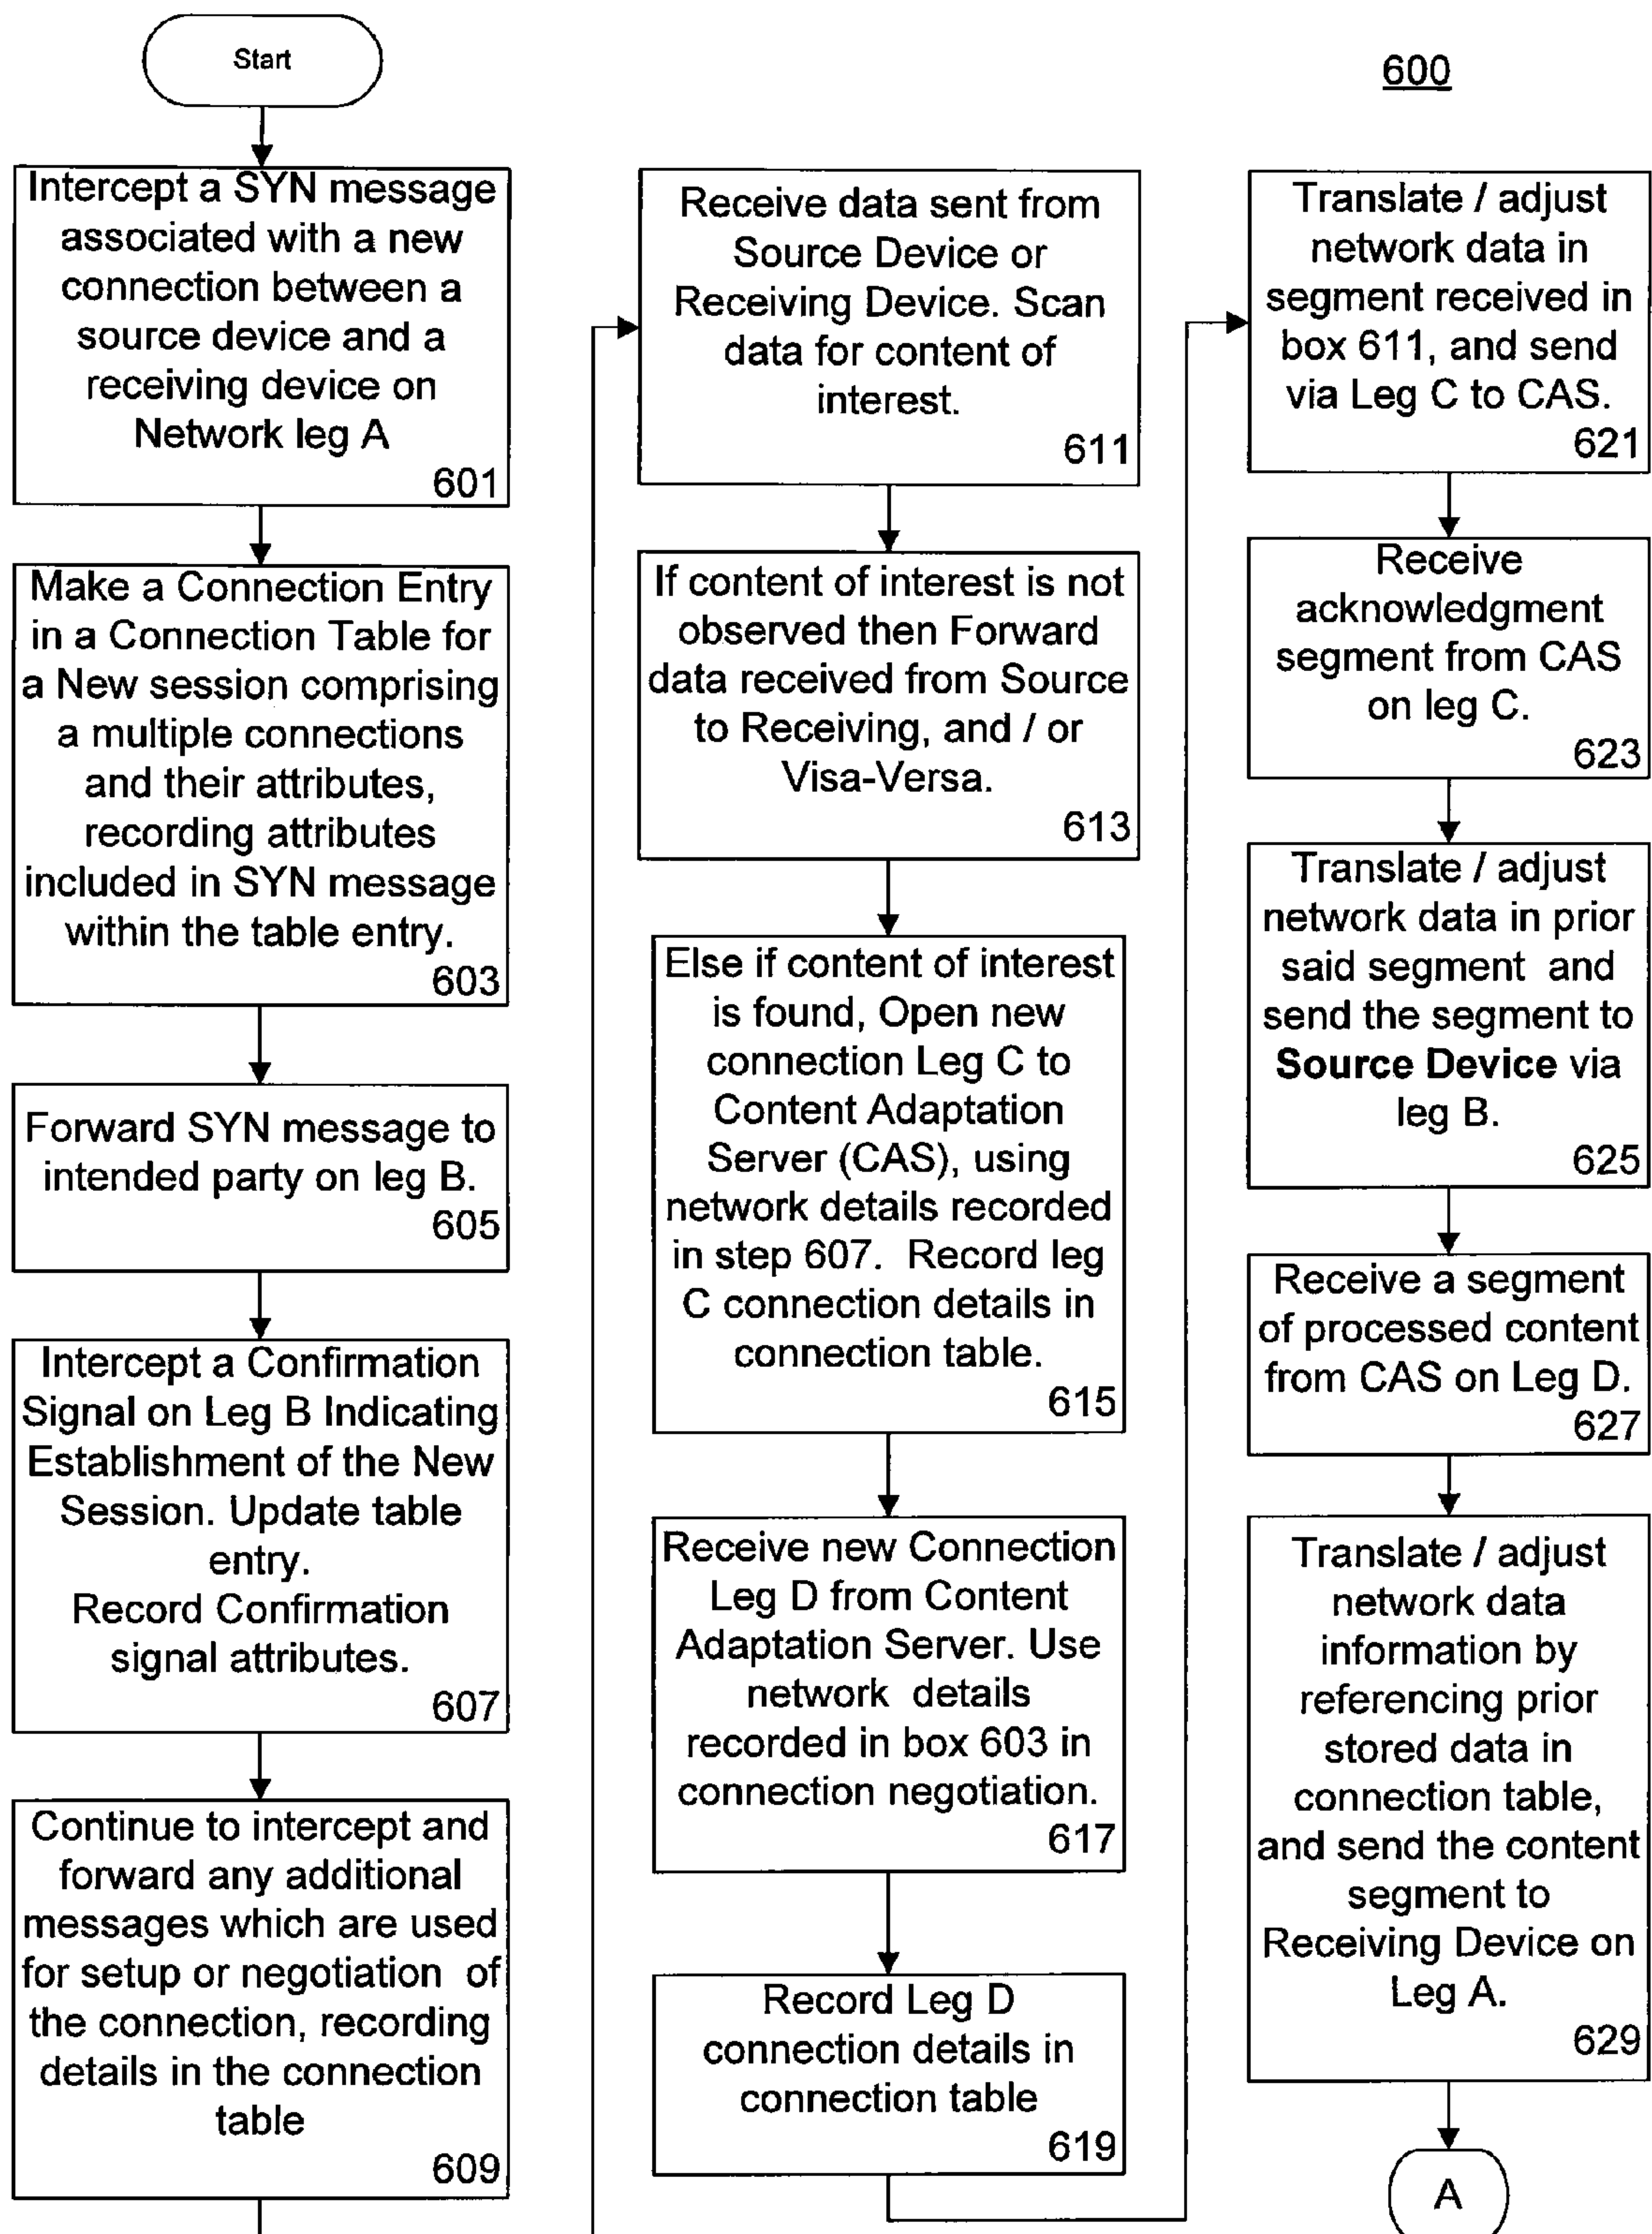 Start
600
Intercept a SYN message
associated with a new
connection between a
source device and a
receiving device on
Network leg A
601
Make a Connection Entry
in a Connection Table for
a New session comprising
a multiple connections
and their attributes,
recording attributes
included in SYN message
within the table entry.
603
Forward SYN message to
intended party on leg B.
605
Intercept a Confirmation
Signal on Leg B Indicating
Establishment of the New
Session. Update table
entry.
Record Confirmation
signal attributes.
607
Continue to intercept and
forward any additional
messages which are used
for setup or negotiation of
the connection, recording
details in the connection
table
609
Receive data sent from
Source Device or
Receiving Device. Scan
data for content of
interest.
611
If content of interest is not
observed then Forward
data received from Source
to Receiving, and / or
Visa-Versa.
613
Else if content of interest
is found, Open new
connection Leg C to
Content Adaptation
Server (CAS), using
network details recorded
in step 607. Record leg
C connection details in
connection table.
615
Receive new Connection
Leg D from Content
Adaptation Server. Use
network details
recorded in box 603 in
connection negotiation.
617
Record Leg D
connection details in
connection table
619
Translate / adjust
network data in
segment received in
box 611, and send
via Leg C to CAS.
621
Receive
acknowledgment
segment from CAS
on leg C.
623
Translate / adjust
network data in prior
said segment and
send the segment to
Source Device via
leg B.
625
Receive a segment
of processed content
from CAS on Leg D.
627
Translate / adjust
network data
information by
referencing prior
stored data in
connection table,
and send the content
segment to
Receiving Device on
Leg A.
629
A